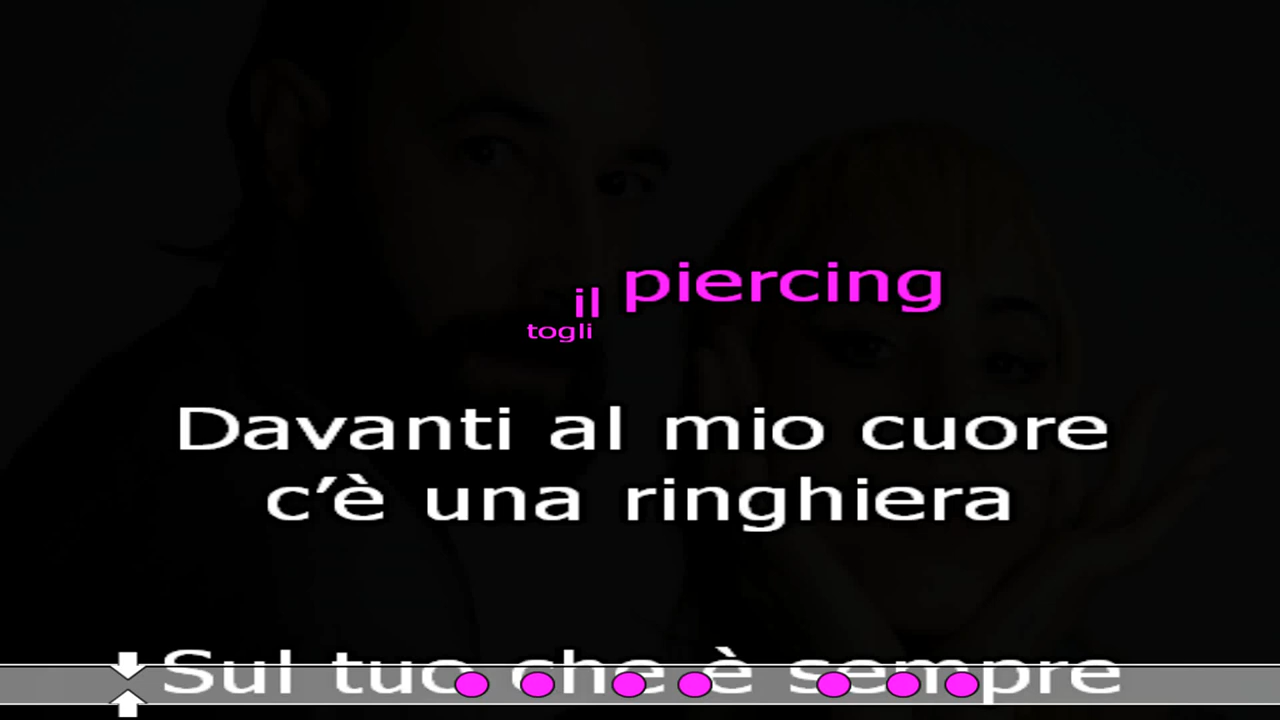 togli il piercing
Davanti al mio cuore
c’è una ringhiera
Sul tuo che è sempre